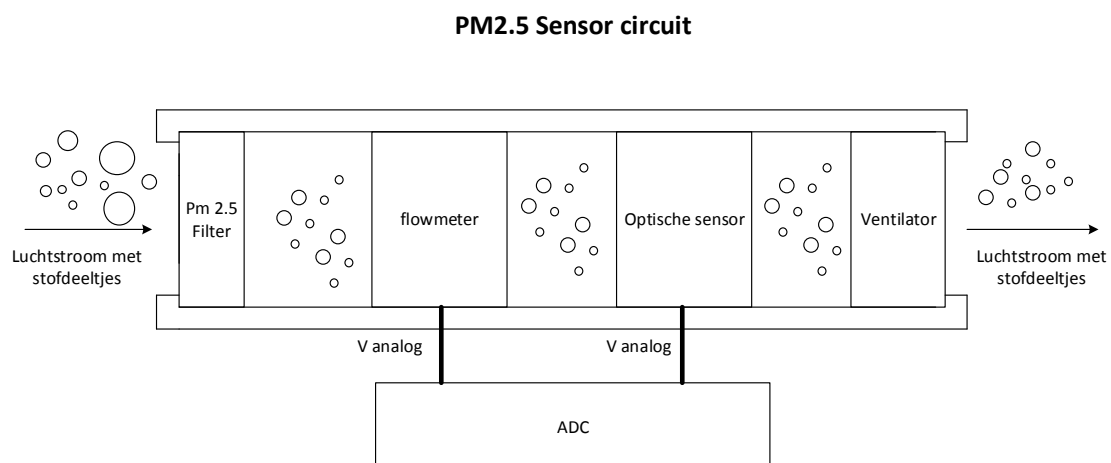 PM2.5 Sensor circuit
Luchtstroom met
stofdeeltjes
Pm 2.5
Filter
flowmeter
Optische sensor
Ventilator
Luchtstroom met
stofdeeltjes
V analog
V analog
ADC